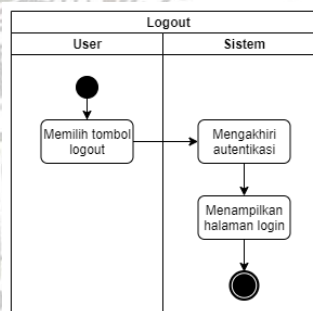 Logout
User
Sistem
Memilih tombol
logout
Mengakhiri
autentikasi
Menampilkan
halaman login